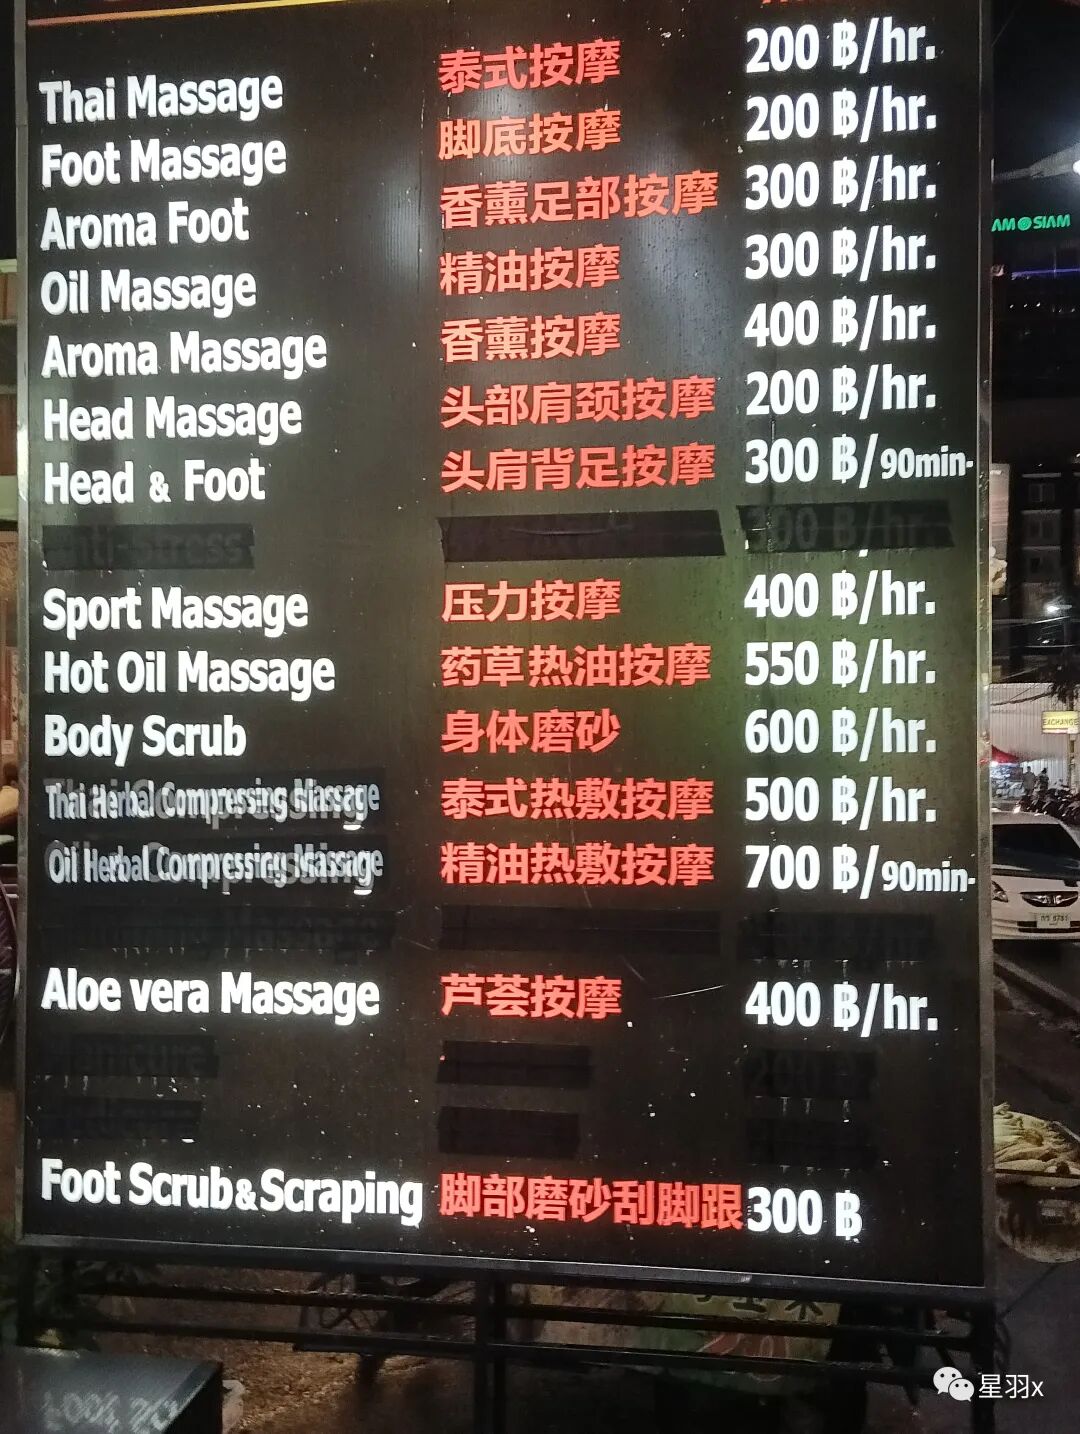 Thai Massage 泰式按摩 200 ฿/hr.
Foot Massage 脚底按摩 200 ฿/hr.
Aroma Foot 香薰足部按摩 300 ฿/hr.
Oil Massage 精油按摩 300 ฿/hr.
Aroma Massage 香薰按摩 400 ฿/hr.
Head Massage 头部肩颈按摩 200 ฿/hr.
Head & Foot 头肩背足按摩 300 ฿/90min-
300 ฿/hr.
Sport Massage 压力按摩 400 ฿/hr.
Hot Oil Massage 药草热油按摩 550 ฿/hr.
Body Scrub 身体磨砂 600 ฿/hr.
Thai Herbal Compressing Massage 泰式热敷按摩 500 ฿/hr.
Oil Herbal Compressing Massage 精油热敷按摩 700 ฿/90min-
Aloe vera Massage 芦荟按摩 400 ฿/hr.
Foot Scrub&Scraping 脚部磨砂刮脚跟 300 ฿
SIAM
EXCHANGE
星羽x